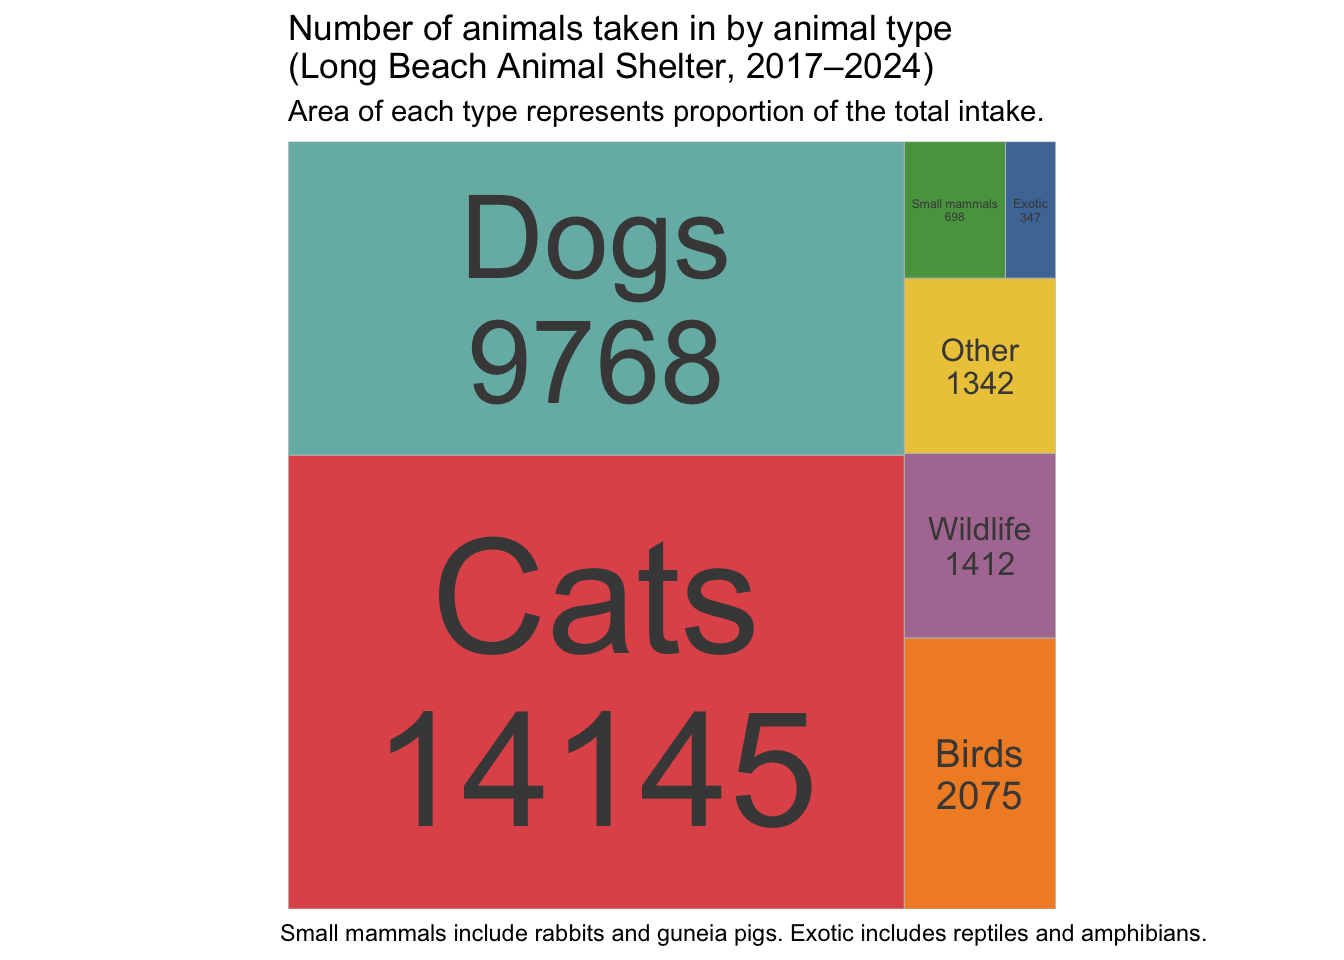 Number of animals taken in by animal type
(Long Beach Animal Shelter, 2017–2024)
Area of each type represents proportion of the total intake.
Dogs
9768
Small mammals
698
Exotic
347
Other
1342
Wildlife
1412
Cats
14145
Birds
2075
Small mammals include rabbits and guneia pigs. Exotic includes reptiles and amphibians.